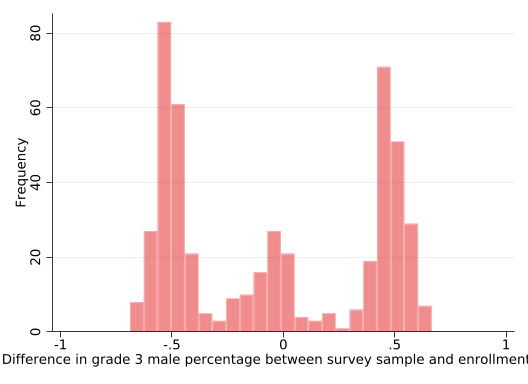 Frequency
80
60
40
20
0
-1 -.5 0 .5 1
Difference in grade 3 male percentage between survey sample and enrollment